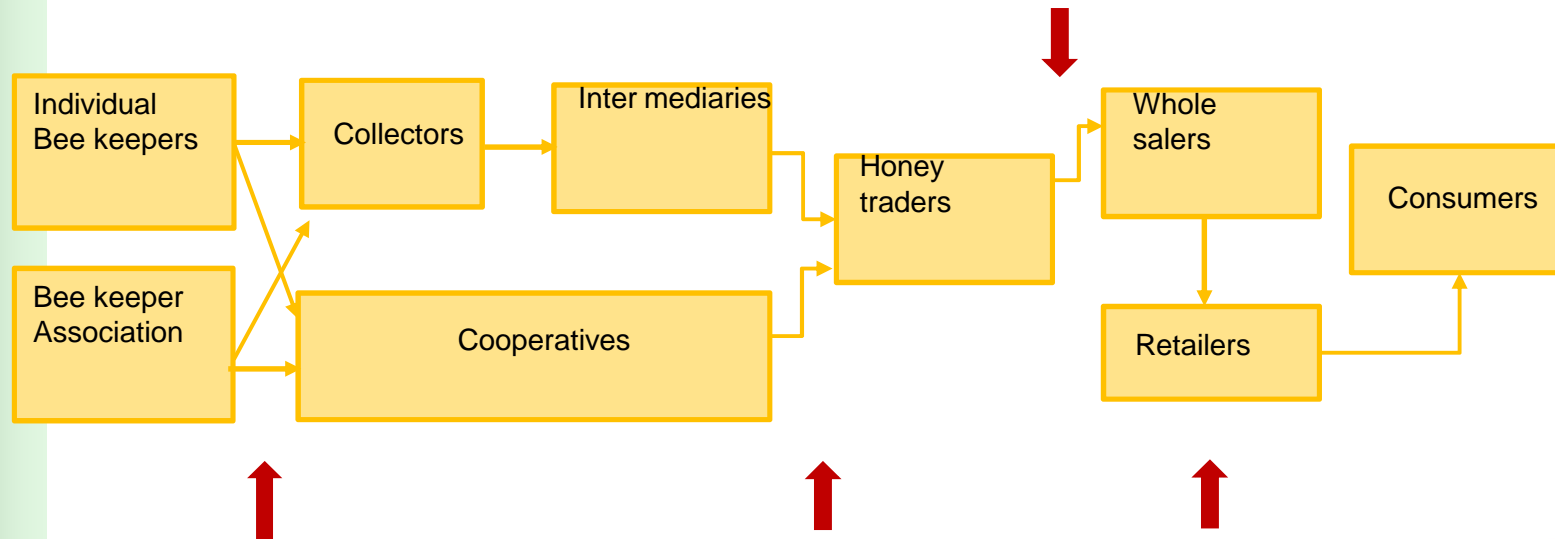 Individual
Bee keepers
Collectors
Inter mediaries
Honey
traders
Whole
salers
Consumers
Bee keeper
Association
Cooperatives
Retailers